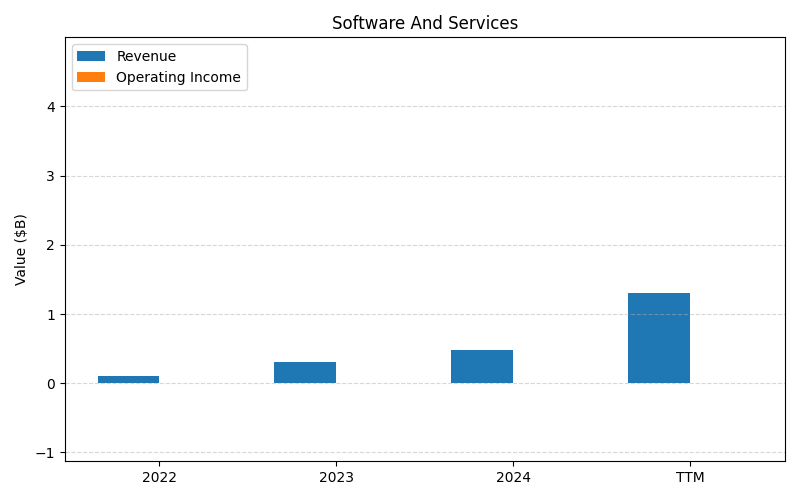 Software And Services
Revenue
Operating Income
Value ($B)
4
3
2
1
0
−1
2022 2023 2024 TTM